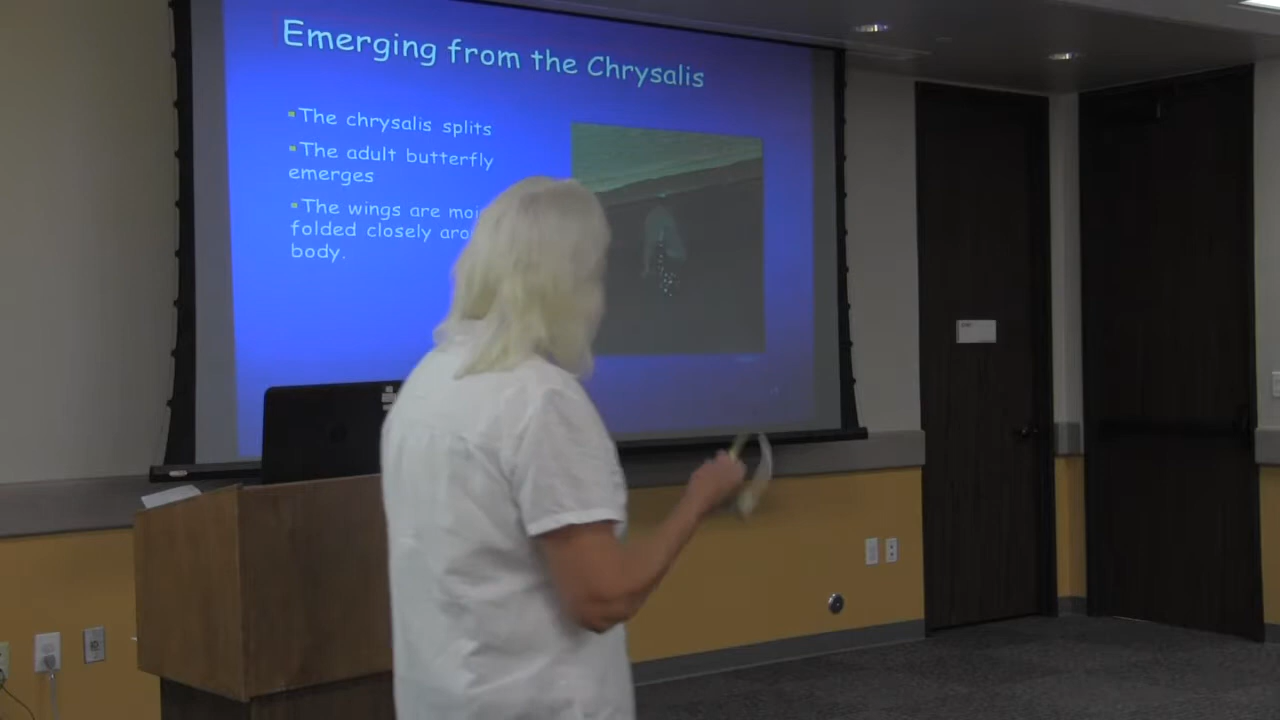 Emerging from the Chrysalis
▪The chrysalis splits
▪The adult butterfly
emerges
▪The wings are
folded closely
body.